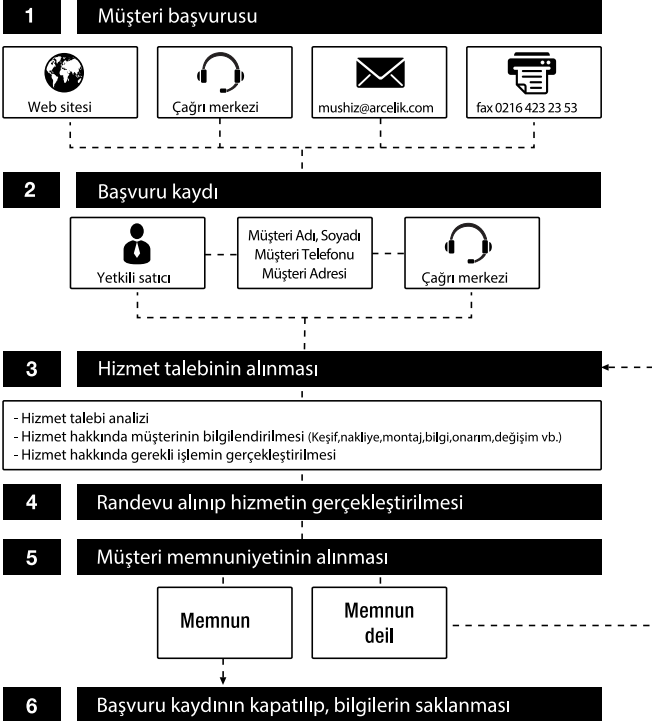 1 Müşteri başvurusu
Web sitesi
Çağrı merkezi
mushiz@arcelik.com
fax 0216 423 23 53
2 Başvuru kaydı
Yetkili satıcı
Müşteri Adı, Soyadı
Müşteri Telefonu
Müşteri Adresi
Çağrı merkezi
3 Hizmet talebinin alınması
- Hizmet talebi analizi
- Hizmet hakkında müşterinin bilgilendirilmesi (Keşif,nakliye,montaj,bilgi,onarım,değişim vb.)
- Hizmet hakkında gerekli işlemin gerçekleştirilmesi
4 Randevu alınıp hizmetin gerçekleştirilmesi
5 Müşteri memnuniyetinin alınması
Memnun
Memnun
deil
6 Başvuru kaydının kapatılıp, bilgilerin saklanması